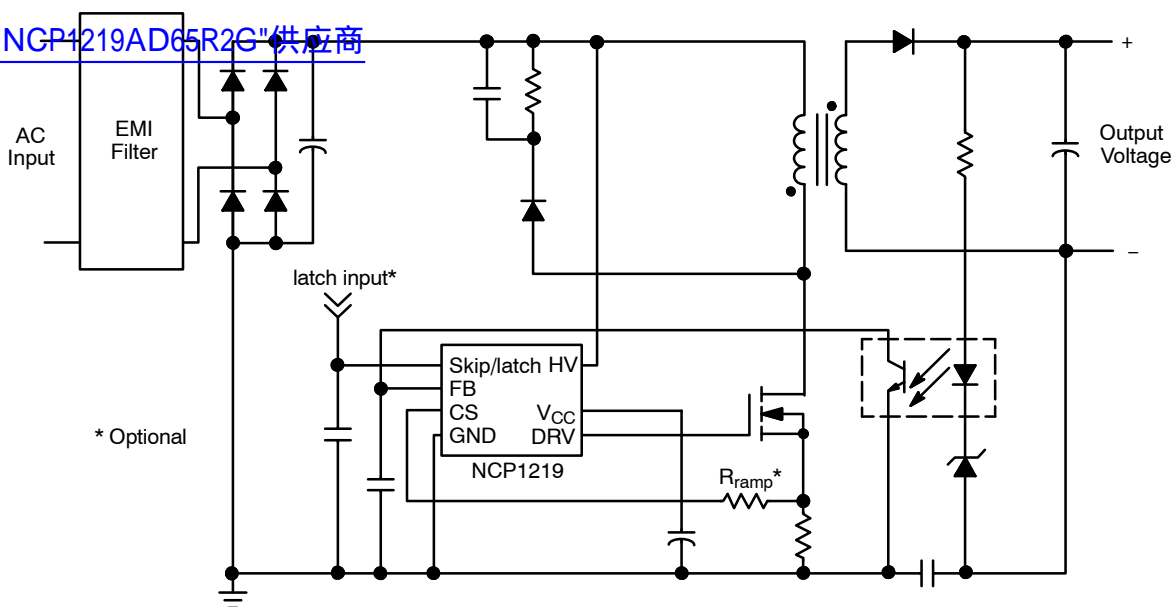 NCP1219AD65R2G"供应商
AC
Input
EMI
Filter
+
Output
Voltage
−
latch input*
Skip/latch HV
FB
CS
VCC
GND
DRV
NCP1219
* Optional
Rramp*